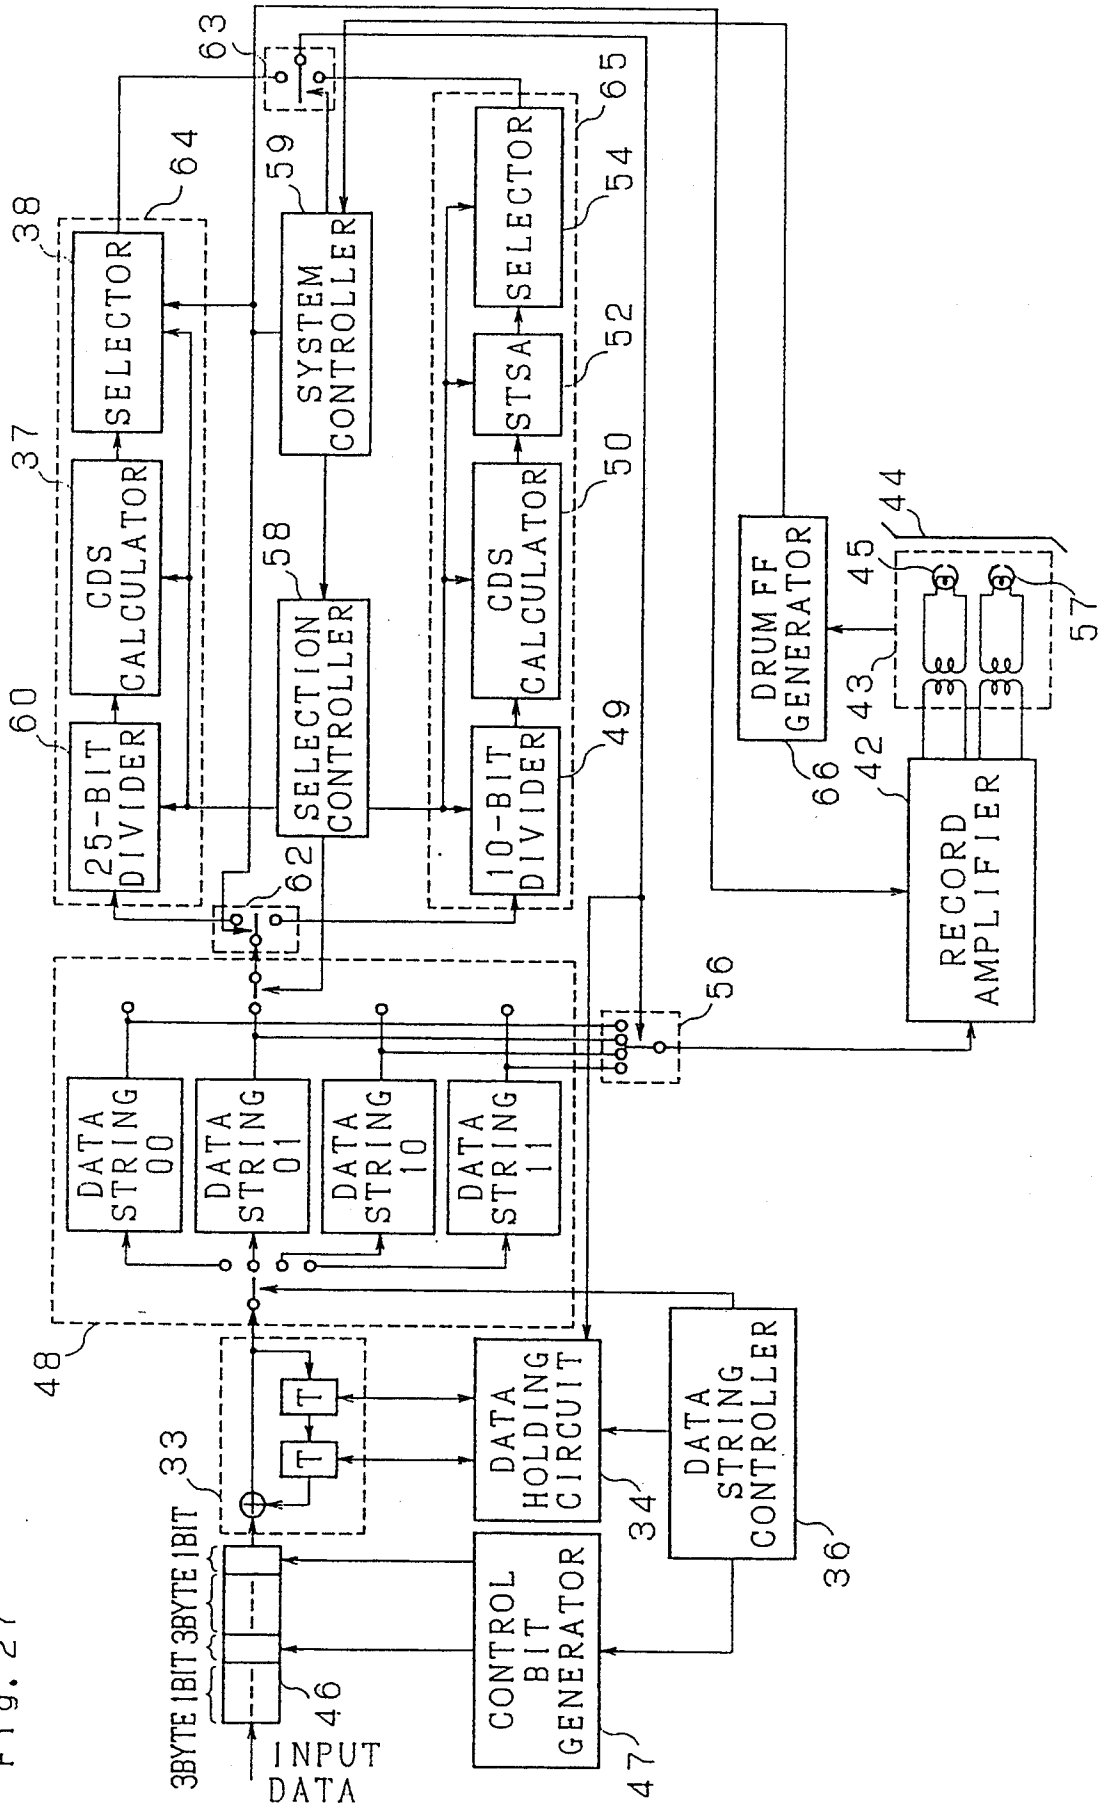 Fig. 27
3BYTE 1BIT 3BYTE 1BIT
INPUT
DATA
46
33
T
T
CONTROL
BIT
GENERATOR
47
DATA
HOLDING
CIRCUIT
34
DATA
STRING
CONTROLLER
36
48
DATA
STRING
00
DATA
STRING
01
DATA
STRING
10
DATA
STRING
11
56
62
60
25-BIT
DIVIDER
37
CDS
CALCULATOR
38
SELECTOR
64
58
SELECTION
CONTROLLER
59
SYSTEM
CONTROLLER
63
10-BIT
DIVIDER
49
CDS
CALCULATOR
50
STSA
52
SELECTOR
54
65
DRUM FF
GENERATOR
66
RECORD
AMPLIFIER
42
43
45
44
57